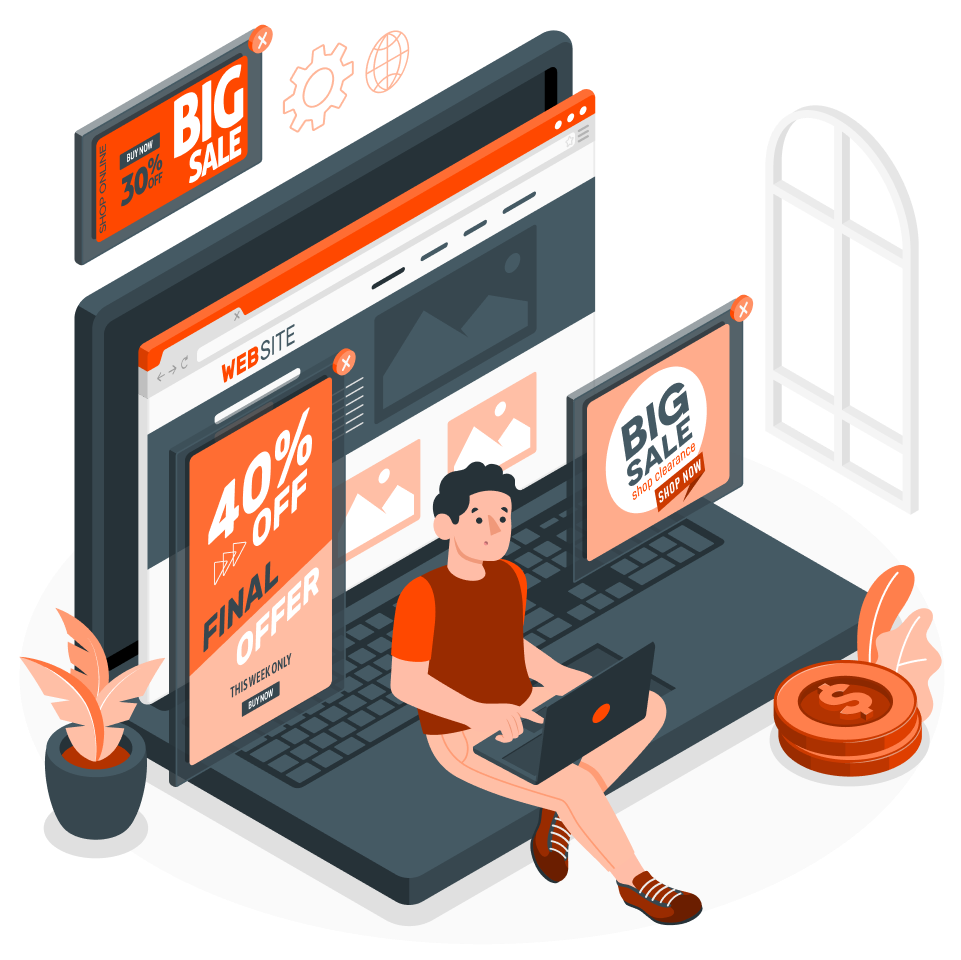 BIG
SALE
BUY NOW
30%
OFF
SHOP ONLINE
x
WEBSITE
40%
OFF
FINAL
OFFER
THIS WEEK ONLY
BUY NOW
BIG
SALE
shop clearance
SHOP NOW
$